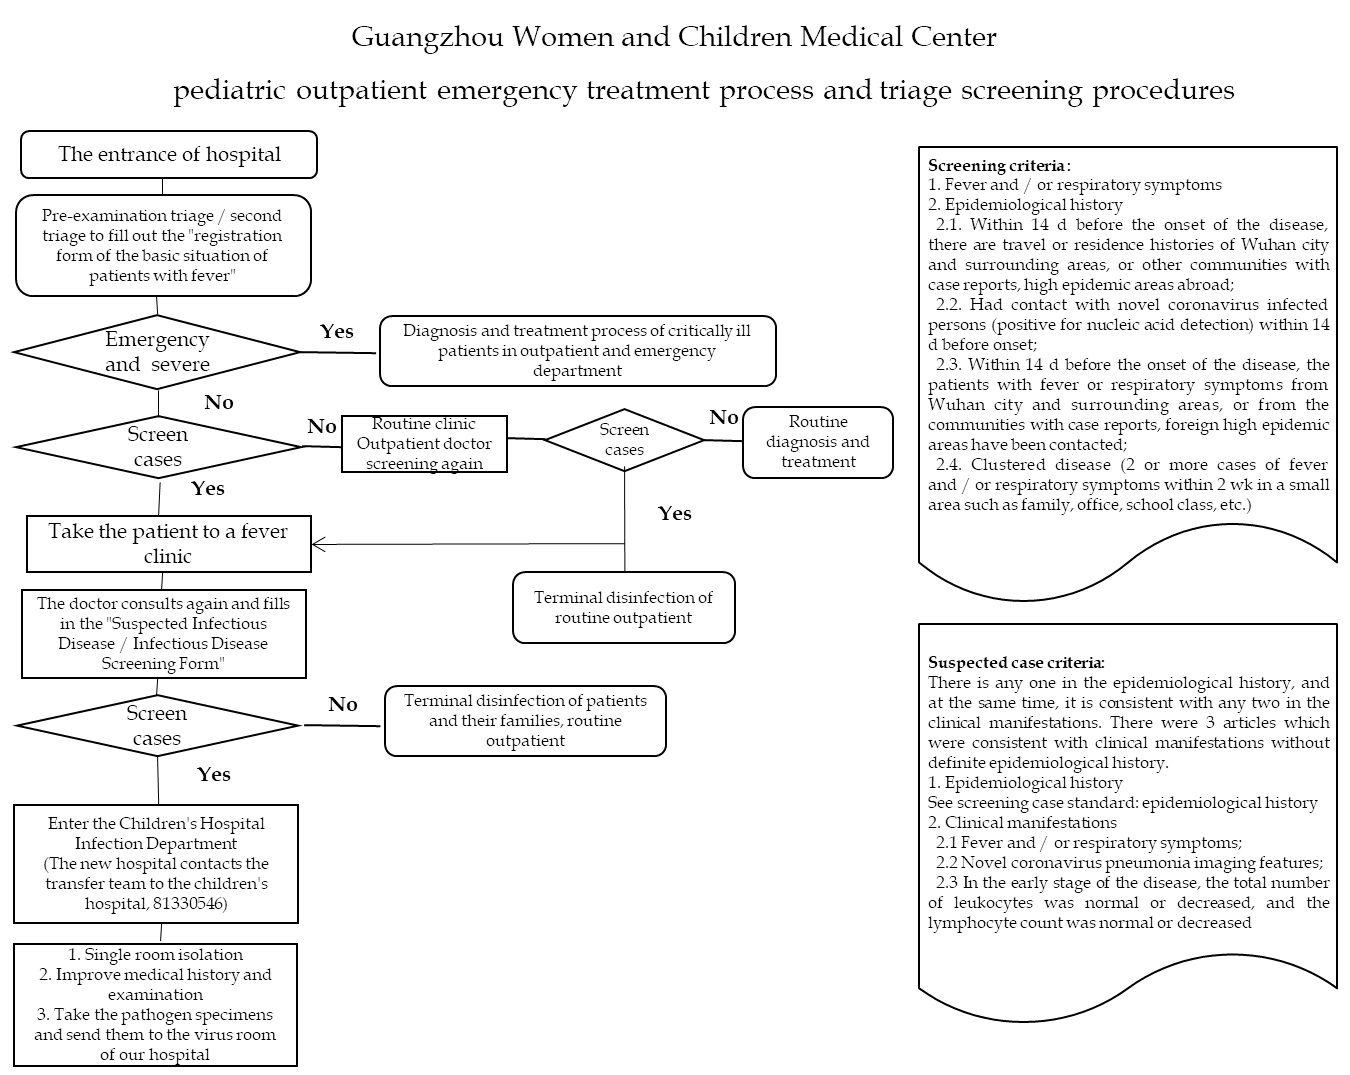 Guangzhou Women and Children Medical Center
pediatric outpatient emergency treatment process and triage screening procedures
The entrance of hospital
Pre-examination triage / second
triage to fill out the "registration
form of the basic situation of
patients with fever"
Emergency
and severe
Yes
Diagnosis and treatment process of critically ill
patients in outpatient and emergency
department
No
Screen
cases
No
Routine clinic
Outpatient doctor
screening again
Screen
cases
No
Routine
diagnosis and
treatment
Yes
Yes
Take the patient to a fever
clinic
Terminal disinfection of
routine outpatient
The doctor consults again and fills
in the "Suspected Infectious
Disease / Infectious Disease
Screening Form"
Screen
cases
No
Terminal disinfection of patients
and their families, routine
outpatient
Yes
Enter the Children's Hospital
Infection Department
(The new hospital contacts the
transfer team to the children's
hospital, 81330546)
1. Single room isolation
2. Improve medical history and
examination
3. Take the pathogen specimens
and send them to the virus room
of our hospital
Screening criteria:
1. Fever and / or respiratory symptoms
2. Epidemiological history
2.1. Within 14 d before the onset of the disease,
there are travel or residence histories of Wuhan city
and surrounding areas, or other communities with
case reports, high epidemic areas abroad;
2.2. Had contact with novel coronavirus infected
persons (positive for nucleic acid detection) within 14
d before onset;
2.3. Within 14 d before the onset of the disease, the
patients with fever or respiratory symptoms from
Wuhan city and surrounding areas, or from the
communities with case reports, foreign high epidemic
areas have been contacted;
2.4. Clustered disease (2 or more cases of fever
and / or respiratory symptoms within 2 wk in a small
area such as family, office, school class, etc.)
Suspected case criteria:
There is any one in the epidemiological history, and
at the same time, it is consistent with any two in the
clinical manifestations. There were 3 articles which
were consistent with clinical manifestations without
definite epidemiological history.
1. Epidemiological history
See screening case standard: epidemiological history
2. Clinical manifestations
2.1 Fever and / or respiratory symptoms;
2.2 Novel coronavirus pneumonia imaging features;
2.3 In the early stage of the disease, the total number
of leukocytes was normal or decreased, and the
lymphocyte count was normal or decreased